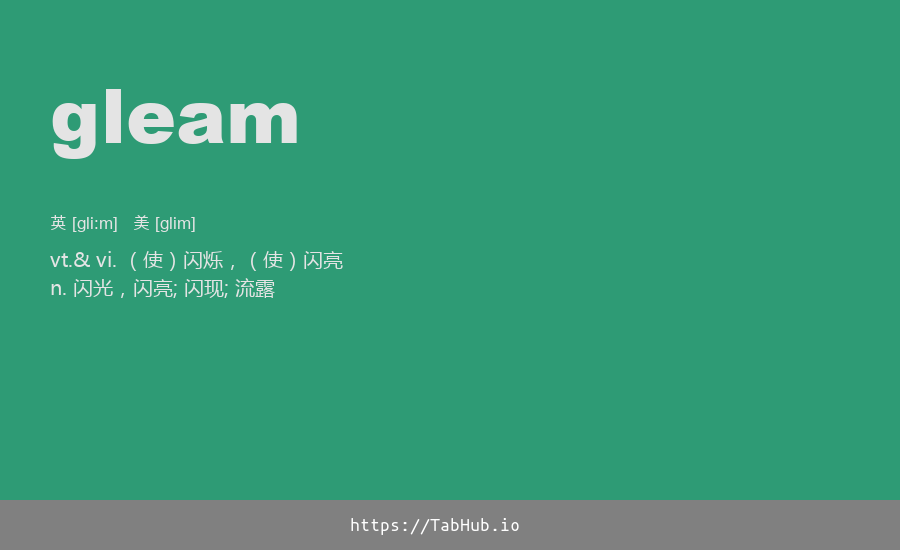 gleam
英 [gli:m] 美 [glim]
vt.& vi. （使）闪烁，（使）闪亮
n. 闪光，闪亮; 闪现; 流露
https://TabHub.io